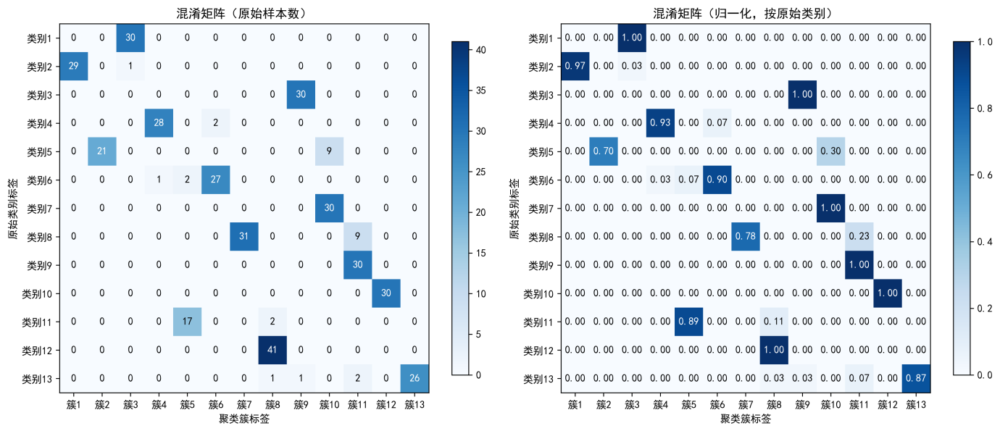 混淆矩阵（原始样本数）
原始类别标签
类别1 0 0 30 0 0 0 0 0 0 0 0 0 0
类别2 29 0 1 0 0 0 0 0 0 0 0 0 0
类别3 0 0 0 0 0 0 0 0 30 0 0 0 0
类别4 0 0 0 28 0 2 0 0 0 0 0 0 0
类别5 0 21 0 0 0 0 0 0 0 9 0 0 0
类别6 0 0 0 1 2 27 0 0 0 0 0 0 0
类别7 0 0 0 0 0 0 0 0 0 30 0 0 0
类别8 0 0 0 0 0 0 31 0 0 0 9 0 0
类别9 0 0 0 0 0 0 0 0 0 0 30 0 0
类别10 0 0 0 0 0 0 0 0 0 0 0 30 0
类别11 0 0 0 0 17 0 0 2 0 0 0 0 0
类别12 0 0 0 0 0 0 0 41 0 0 0 0 0
类别13 0 0 0 0 0 0 0 1 1 0 2 0 26
簇1 簇2 簇3 簇4 簇5 簇6 簇7 簇8 簇9 簇10 簇11 簇12 簇13
聚类簇标签
40
35
30
25
20
15
10
5
0
混淆矩阵（归一化，按原始类别）
原始类别标签
类别1 0.00 0.00 1.00 0.00 0.00 0.00 0.00 0.00 0.00 0.00 0.00 0.00 0.00
类别2 0.97 0.00 0.03 0.00 0.00 0.00 0.00 0.00 0.00 0.00 0.00 0.00 0.00
类别3 0.00 0.00 0.00 0.00 0.00 0.00 0.00 0.00 1.00 0.00 0.00 0.00 0.00
类别4 0.00 0.00 0.00 0.93 0.00 0.07 0.00 0.00 0.00 0.00 0.00 0.00 0.00
类别5 0.00 0.70 0.00 0.00 0.00 0.00 0.00 0.00 0.00 0.30 0.00 0.00 0.00
类别6 0.00 0.00 0.00 0.03 0.07 0.90 0.00 0.00 0.00 0.00 0.00 0.00 0.00
类别7 0.00 0.00 0.00 0.00 0.00 0.00 0.00 0.00 0.00 1.00 0.00 0.00 0.00
类别8 0.00 0.00 0.00 0.00 0.00 0.00 0.78 0.00 0.00 0.00 0.23 0.00 0.00
类别9 0.00 0.00 0.00 0.00 0.00 0.00 0.00 0.00 0.00 0.00 1.00 0.00 0.00
类别10 0.00 0.00 0.00 0.00 0.00 0.00 0.00 0.00 0.00 0.00 0.00 1.00 0.00
类别11 0.00 0.00 0.00 0.00 0.89 0.00 0.00 0.11 0.00 0.00 0.00 0.00 0.00
类别12 0.00 0.00 0.00 0.00 0.00 0.00 0.00 1.00 0.00 0.00 0.00 0.00 0.00
类别13 0.00 0.00 0.00 0.00 0.00 0.00 0.00 0.03 0.03 0.00 0.07 0.00 0.87
簇1 簇2 簇3 簇4 簇5 簇6 簇7 簇8 簇9 簇10 簇11 簇12 簇13
聚类簇标签
1.0
0.8
0.6
0.4
0.2
0.0